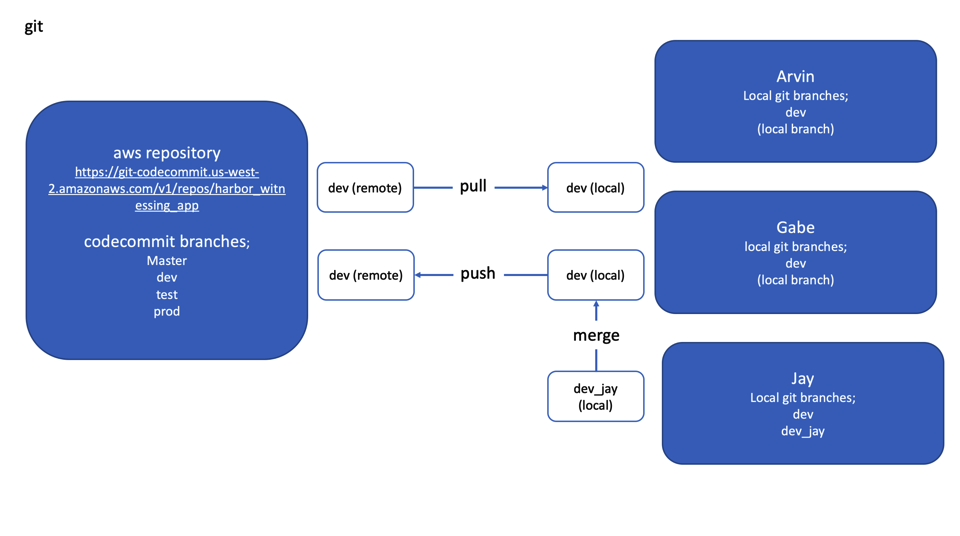 git
aws repository
https://git-codecommit.us-west-
2.amazonaws.com/v1/repos/harbor_witn
essing_app
codecommit branches;
Master
dev
test
prod
dev (remote)
pull
dev (local)
dev (remote)
push
dev (local)
merge
dev_jay
(local)
Arvin
Local git branches;
dev
(local branch)
Gabe
local git branches;
dev
(local branch)
Jay
Local git branches;
dev
dev_jay